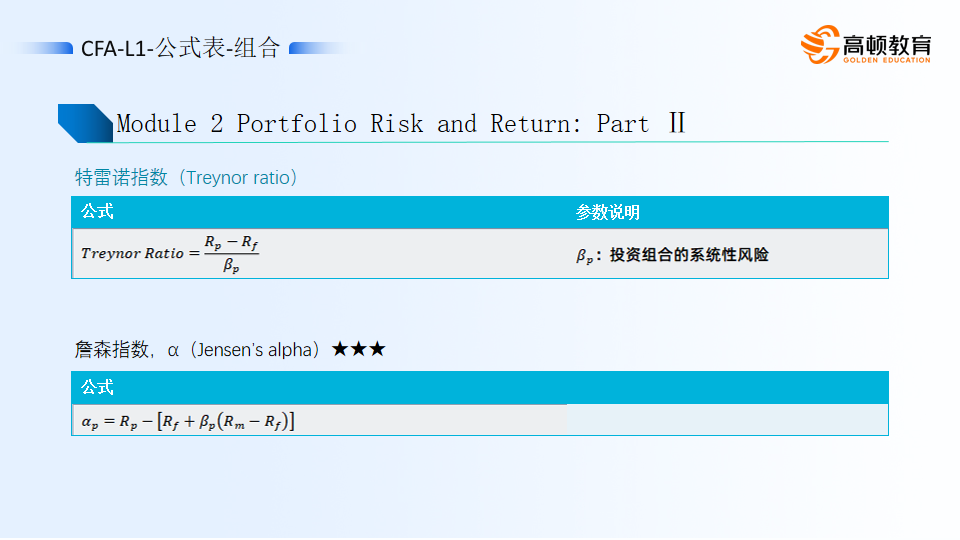 CFA-L1-公式表-组合
高顿教育
GOLDEN EDUCATION
Module 2 Portfolio Risk and Return: Part Ⅱ
特雷诺指数（Treynor ratio）
公式 参数说明
Treynor Ratio = \frac{R_p − R_f}{β_p} β_p：投资组合的系统性风险
詹森指数，α（Jensen's alpha）★★★
公式
α_p = R_p − [R_f + β_p(R_m − R_f)]